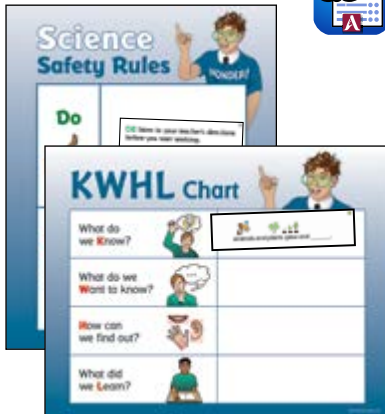 Science
Safety Rules
PONDER!
Do
DO listen to your teacher's directions
before you start working.
KWHL Chart
What do
we Know?
What do we
Want to know?
How can
we find out?
What did
we Learn?
A